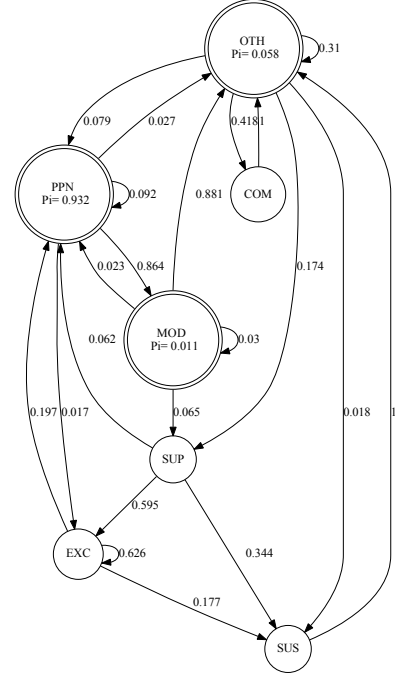 OTH
Pi= 0.058
0.31
0.079
0.027
0.418
1
PPN
Pi= 0.932
0.092
0.881
COM
0.023
0.864
0.174
MOD
Pi= 0.011
0.03
0.062
0.197
0.017
0.065
0.018
1
SUP
0.595
EXC
0.626
0.344
0.177
SUS